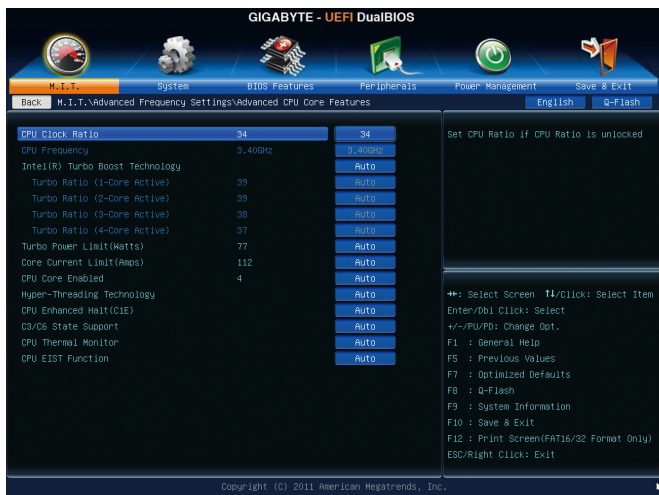 GIGABYTE - UEFI DualBIOS
M.I.T. System BIOS Features Peripherals Power Management Save & Exit
Back M.I.T.\Advanced Frequency Settings\Advanced CPU Core Features English Q-Flash
CPU Clock Ratio 34 34
CPU Frequency 3.40GHz 3.40GHz
Intel(R) Turbo Boost Technology Auto
Turbo Ratio (1-Core Active) 39 Auto
Turbo Ratio (2-Core Active) 39 Auto
Turbo Ratio (3-Core Active) 38 Auto
Turbo Ratio (4-Core Active) 37 Auto
Turbo Power Limit(Watts) 77 Auto
Core Current Limit(Amps) 112 Auto
CPU Core Enabled 4 Auto
Hyper-Threading Technology Auto
CPU Enhanced Halt(C1E) Auto
C3/C6 State Support Auto
CPU Thermal Monitor Auto
CPU EIST Function Auto
Set CPU Ratio if CPU Ratio is unlocked
→←: Select Screen ↑↓/Click: Select Item
Enter/Dbl Click: Select
+/-/PU/PD: Change Opt.
F1 : General Help
F5 : Previous Values
F7 : Optimized Defaults
F8 : Q-Flash
F9 : System Information
F10 : Save & Exit
F12 : Print Screen(FAT16/32 Format Only)
ESC/Right Click: Exit
Copyright (C) 2011 American Megatrends, Inc.